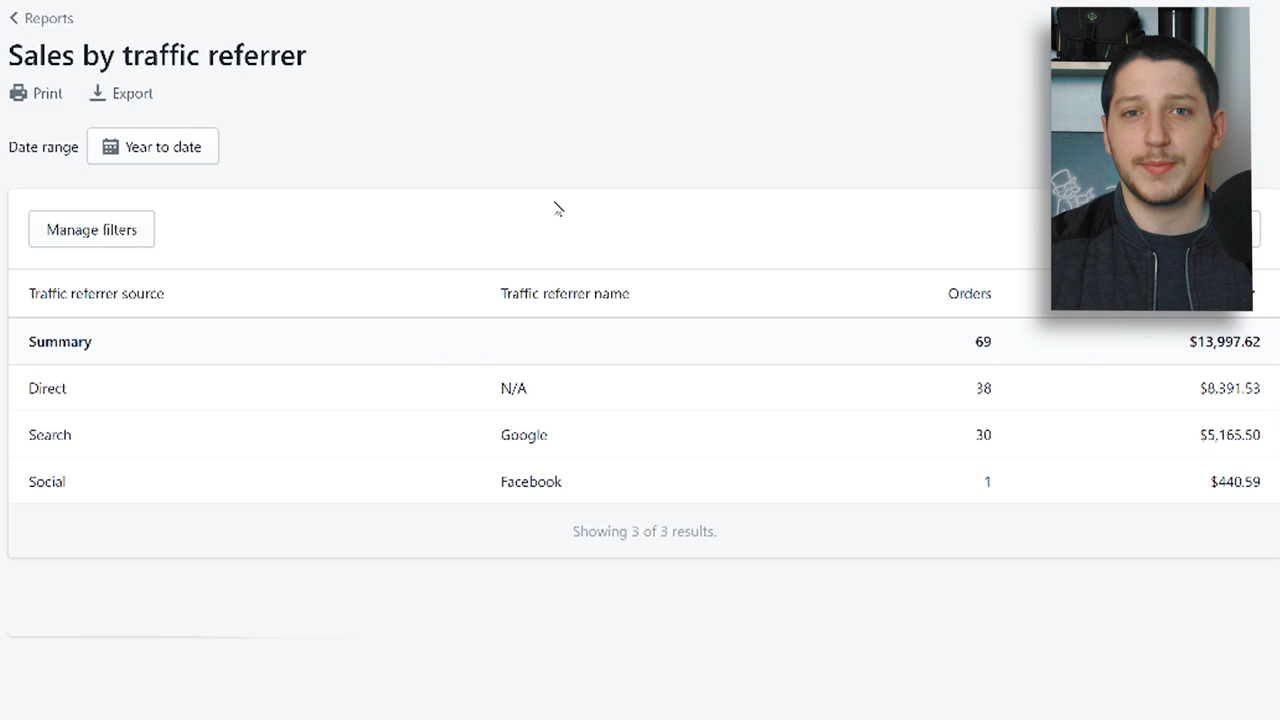 Reports
Sales by traffic referrer
Print Export
Date range Year to date
Manage filters
Traffic referrer source Traffic referrer name Orders
Summary 69 $13,997.62
Direct N/A 38 $8,391.53
Search Google 30 $5,165.50
Social Facebook 1 $440.59
Showing 3 of 3 results.